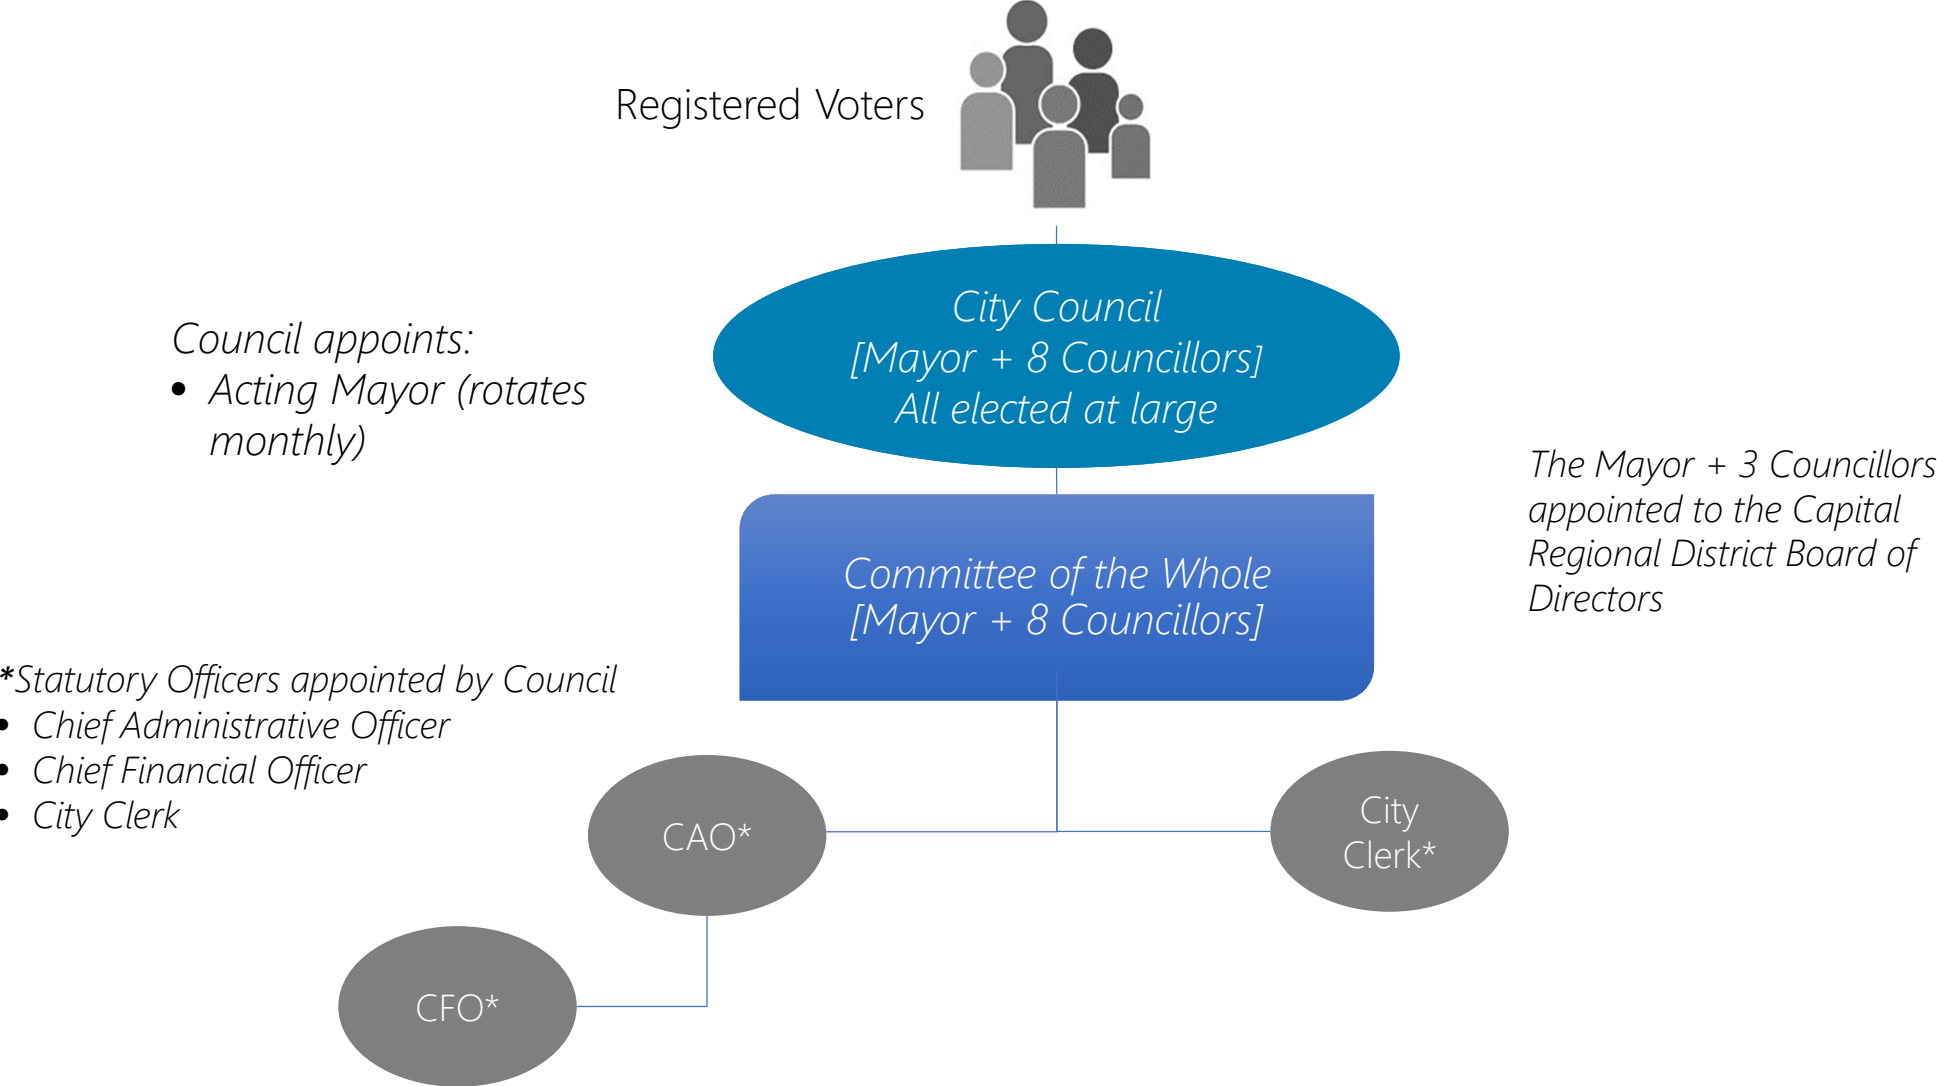 Registered Voters
City Council
[Mayor + 8 Councillors]
All elected at large
Council appoints:
• Acting Mayor (rotates
monthly)
The Mayor + 3 Councillors
appointed to the Capital
Regional District Board of
Directors
Committee of the Whole
[Mayor + 8 Councillors]
*Statutory Officers appointed by Council
• Chief Administrative Officer
• Chief Financial Officer
• City Clerk
CAO*
City
Clerk*
CFO*